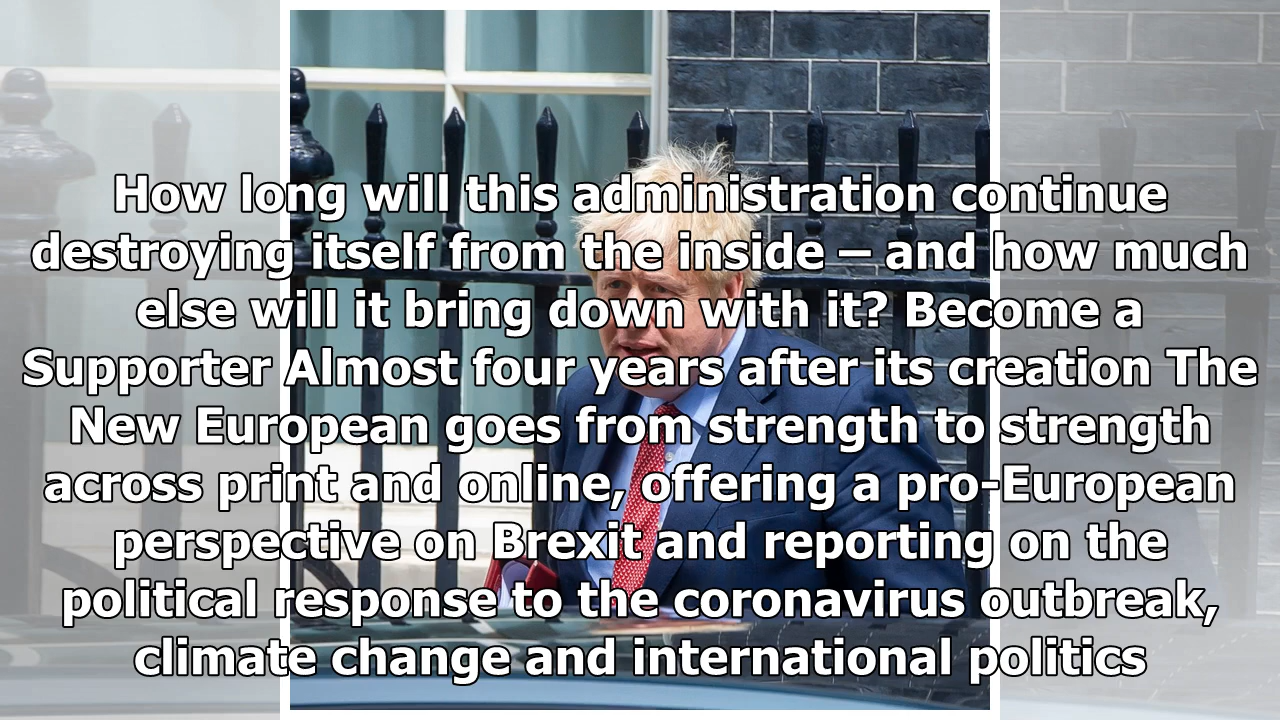 How long will this administration continue
destroying itself from the inside – and how much
else will it bring down with it? Become a
Supporter Almost four years after its creation The
New European goes from strength to strength
across print and online, offering a pro-European
perspective on Brexit and reporting on the
political response to the coronavirus outbreak,
climate change and international politics